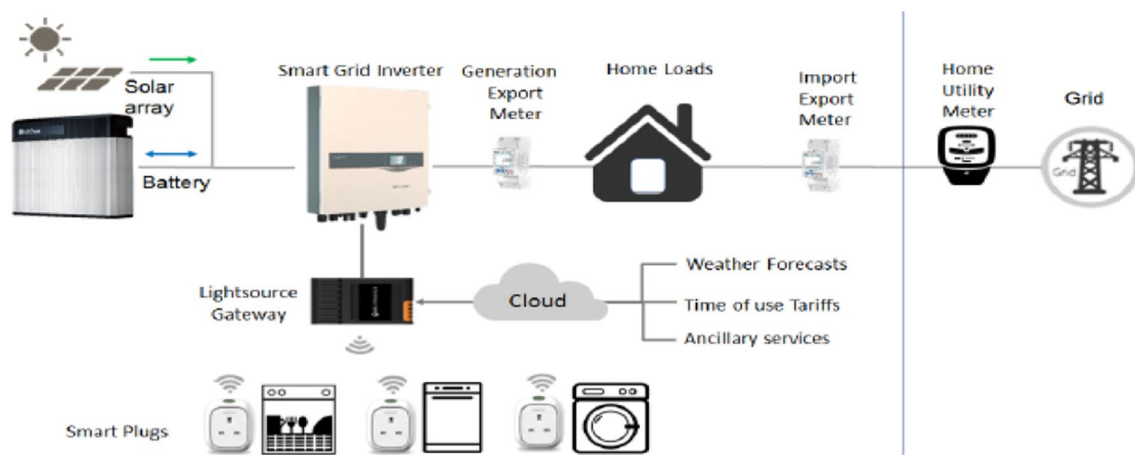 Solar
array
Battery
Smart Grid Inverter
Generation
Export
Meter
Home Loads
Import
Export
Meter
Home
Utility
Meter
Grid
Grid
Lightsource
Gateway
Cloud
Weather Forecasts
Time of use Tariffs
Ancillary services
Smart Plugs